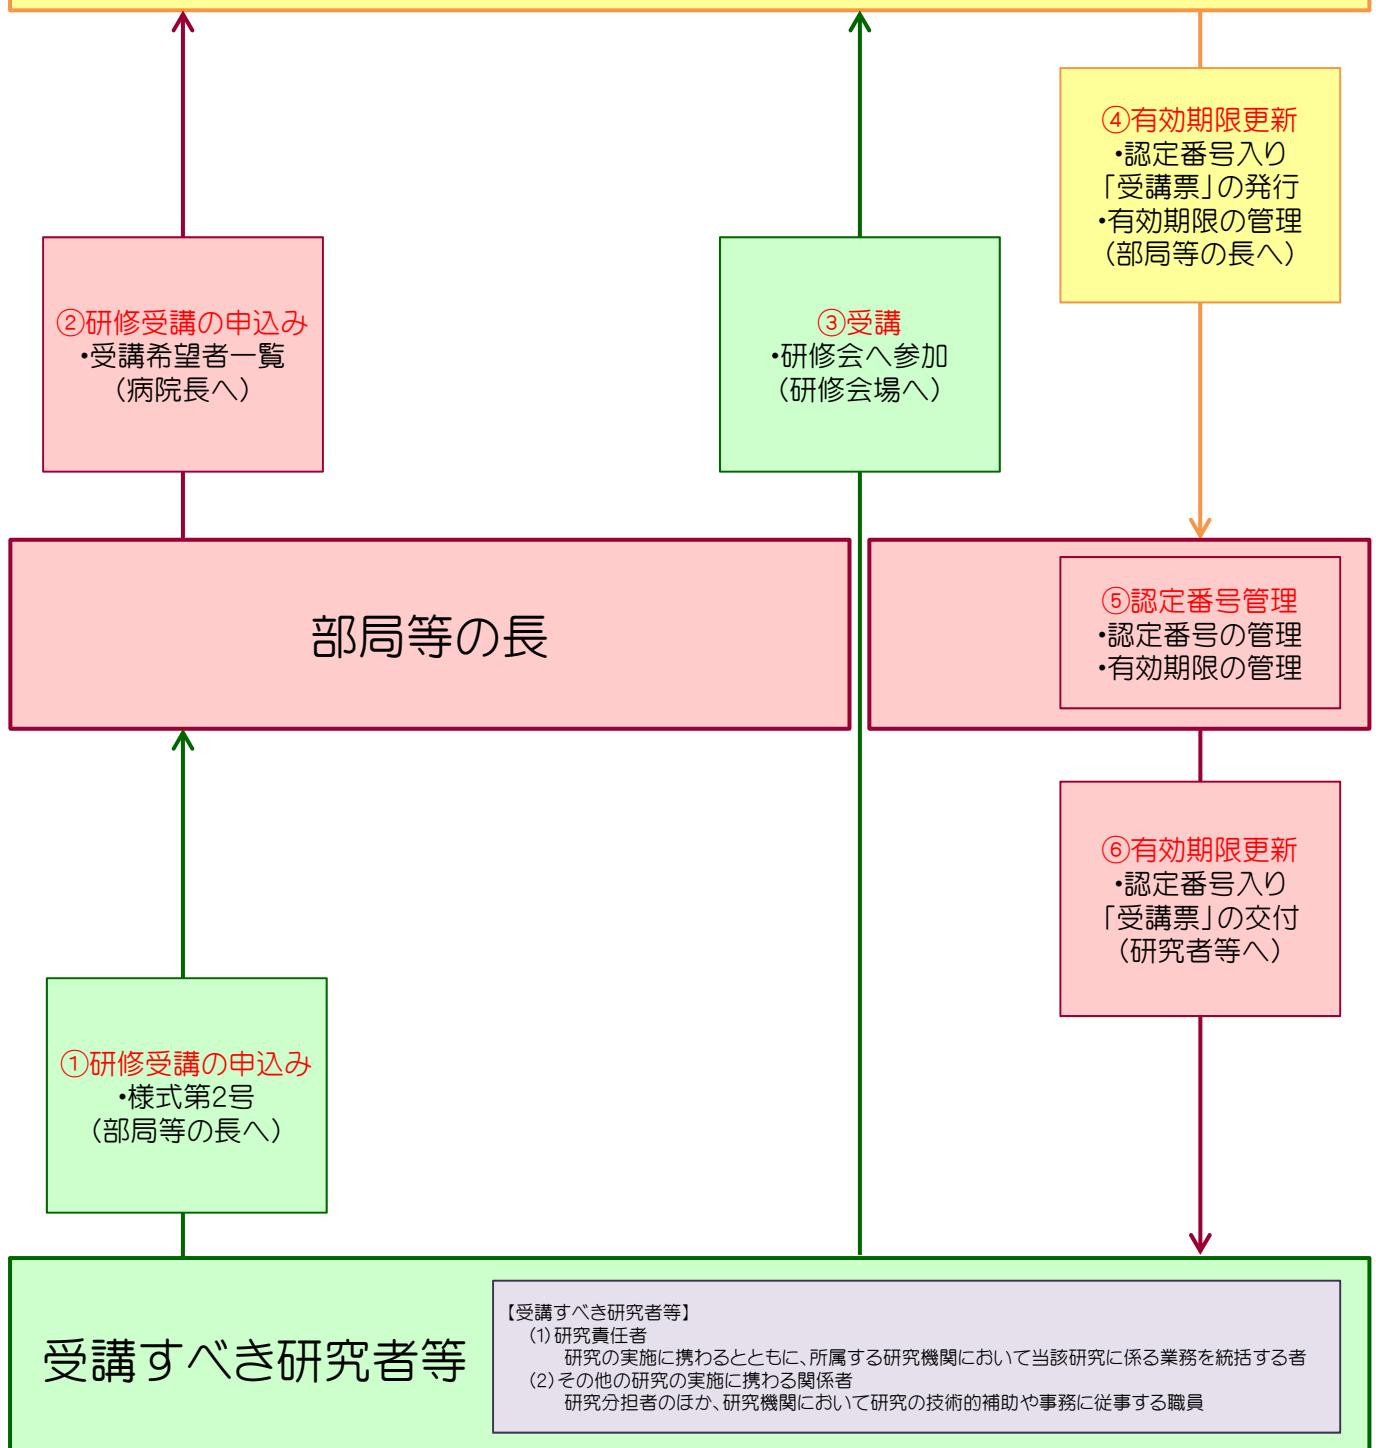 ④有効期限更新
・認定番号入り
「受講票」の発行
・有効期限の管理
（部局等の長へ）
②研修受講の申込み
・受講希望者一覧
（病院長へ）
③受講
・研修会へ参加
（研修会場へ）
部局等の長
⑤認定番号管理
・認定番号の管理
・有効期限の管理
⑥有効期限更新
・認定番号入り
「受講票」の交付
（研究者等へ）
①研修受講の申込み
・様式第2号
（部局等の長へ）
受講すべき研究者等
【受講すべき研究者等】
（1）研究責任者
研究の実施に携わるとともに、所属する研究機関において当該研究に係る業務を統括する者
（2）その他の研究の実施に携わる関係者
研究分担者のほか、研究機関において研究の技術的補助や事務に従事する職員